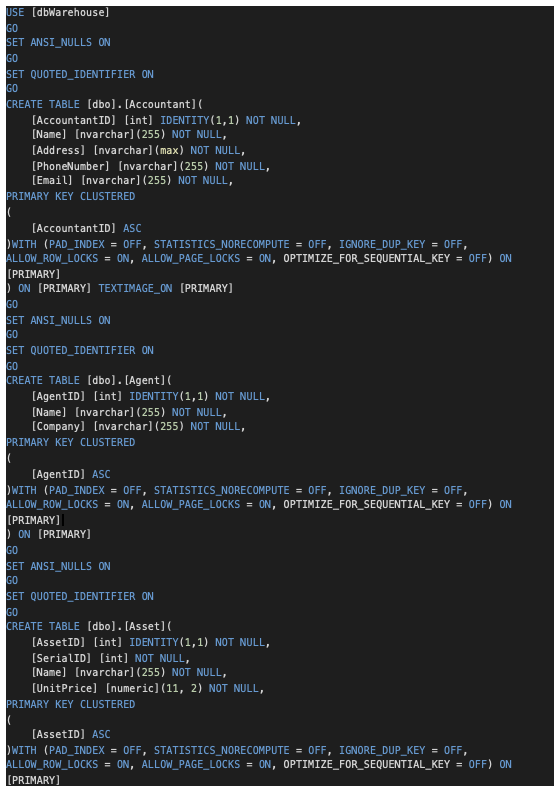 USE [dbWarehouse]
GO
SET ANSI_NULLS ON
GO
SET QUOTED_IDENTIFIER ON
GO
CREATE TABLE [dbo].[Accountant](
    [AccountantID] [int] IDENTITY(1,1) NOT NULL,
    [Name] [nvarchar](255) NOT NULL,
    [Address] [nvarchar](max) NOT NULL,
    [PhoneNumber] [nvarchar](255) NOT NULL,
    [Email] [nvarchar](255) NOT NULL,
PRIMARY KEY CLUSTERED
(
    [AccountantID] ASC
)WITH (PAD_INDEX = OFF, STATISTICS_NORECOMPUTE = OFF, IGNORE_DUP_KEY = OFF,
ALLOW_ROW_LOCKS = ON, ALLOW_PAGE_LOCKS = ON, OPTIMIZE_FOR_SEQUENTIAL_KEY = OFF) ON
[PRIMARY]
) ON [PRIMARY] TEXTIMAGE_ON [PRIMARY]
GO
SET ANSI_NULLS ON
GO
SET QUOTED_IDENTIFIER ON
GO
CREATE TABLE [dbo].[Agent](
    [AgentID] [int] IDENTITY(1,1) NOT NULL,
    [Name] [nvarchar](255) NOT NULL,
    [Company] [nvarchar](255) NOT NULL,
PRIMARY KEY CLUSTERED
(
    [AgentID] ASC
)WITH (PAD_INDEX = OFF, STATISTICS_NORECOMPUTE = OFF, IGNORE_DUP_KEY = OFF,
ALLOW_ROW_LOCKS = ON, ALLOW_PAGE_LOCKS = ON, OPTIMIZE_FOR_SEQUENTIAL_KEY = OFF) ON
[PRIMARY]
) ON [PRIMARY]
GO
SET ANSI_NULLS ON
GO
SET QUOTED_IDENTIFIER ON
GO
CREATE TABLE [dbo].[Asset](
    [AssetID] [int] IDENTITY(1,1) NOT NULL,
    [SerialID] [int] NOT NULL,
    [Name] [nvarchar](255) NOT NULL,
    [UnitPrice] [numeric](11, 2) NOT NULL,
PRIMARY KEY CLUSTERED
(
    [AssetID] ASC
)WITH (PAD_INDEX = OFF, STATISTICS_NORECOMPUTE = OFF, IGNORE_DUP_KEY = OFF,
ALLOW_ROW_LOCKS = ON, ALLOW_PAGE_LOCKS = ON, OPTIMIZE_FOR_SEQUENTIAL_KEY = OFF) ON
[PRIMARY]